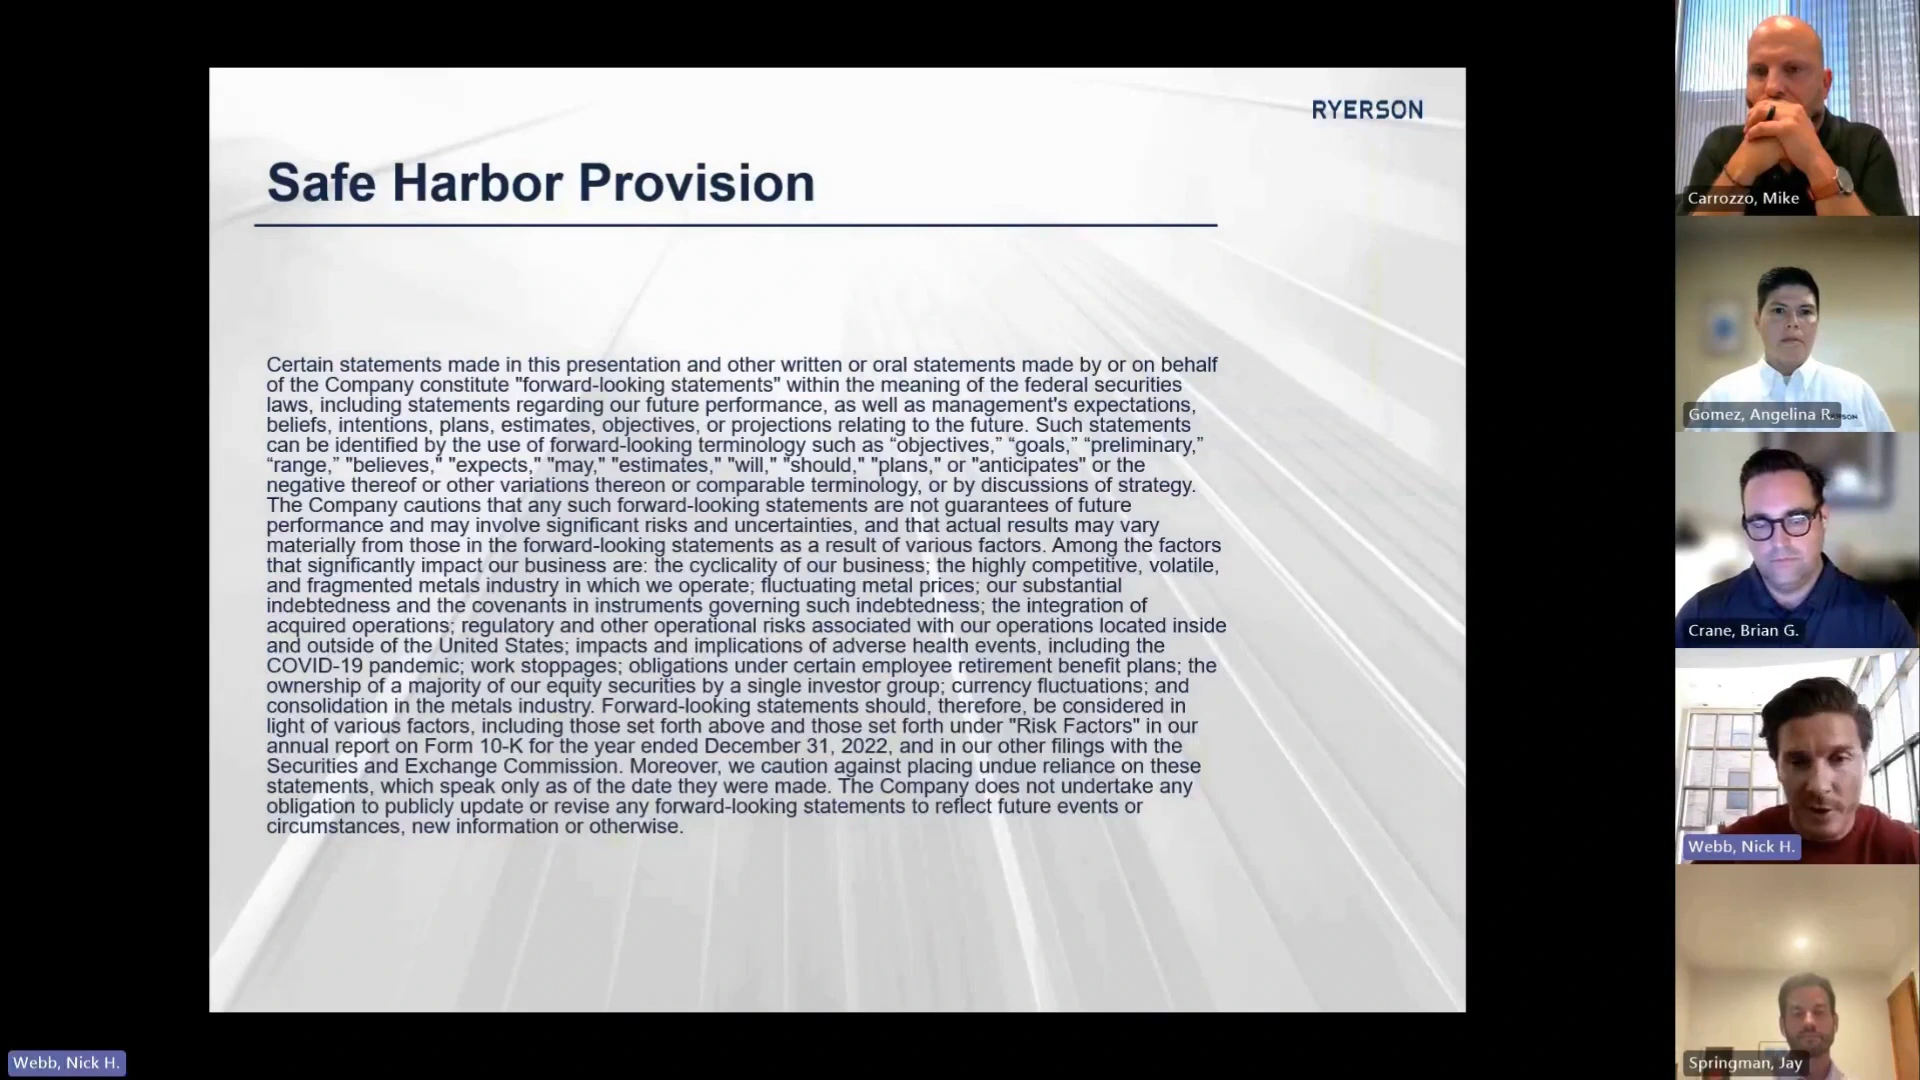 RYERSON
Safe Harbor Provision
Certain statements made in this presentation and other written or oral statements made by or on behalf
of the Company constitute "forward-looking statements" within the meaning of the federal securities
laws, including statements regarding our future performance, as well as management's expectations,
beliefs, intentions, plans, estimates, objectives, or projections relating to the future. Such statements
can be identified by the use of forward-looking terminology such as “objectives,” “goals,” “preliminary,”
“range,” "believes," "expects," "may," "estimates," "will," "should," "plans," or "anticipates" or the
negative thereof or other variations thereon or comparable terminology, or by discussions of strategy.
The Company cautions that any such forward-looking statements are not guarantees of future
performance and may involve significant risks and uncertainties, and that actual results may vary
materially from those in the forward-looking statements as a result of various factors. Among the factors
that significantly impact our business are: the cyclicality of our business; the highly competitive, volatile,
and fragmented metals industry in which we operate; fluctuating metal prices; our substantial
indebtedness and the covenants in instruments governing such indebtedness; the integration of
acquired operations; regulatory and other operational risks associated with our operations located inside
and outside of the United States; impacts and implications of adverse health events, including the
COVID-19 pandemic; work stoppages; obligations under certain employee retirement benefit plans; the
ownership of a majority of our equity securities by a single investor group; currency fluctuations; and
consolidation in the metals industry. Forward-looking statements should, therefore, be considered in
light of various factors, including those set forth above and those set forth under "Risk Factors" in our
annual report on Form 10-K for the year ended December 31, 2022, and in our other filings with the
Securities and Exchange Commission. Moreover, we caution against placing undue reliance on these
statements, which speak only as of the date they were made. The Company does not undertake any
obligation to publicly update or revise any forward-looking statements to reflect future events or
circumstances, new information or otherwise.
Webb, Nick H.
Carrozzo, Mike
Gomez, Angelina R.
Crane, Brian G.
Webb, Nick H.
Springman, Jay